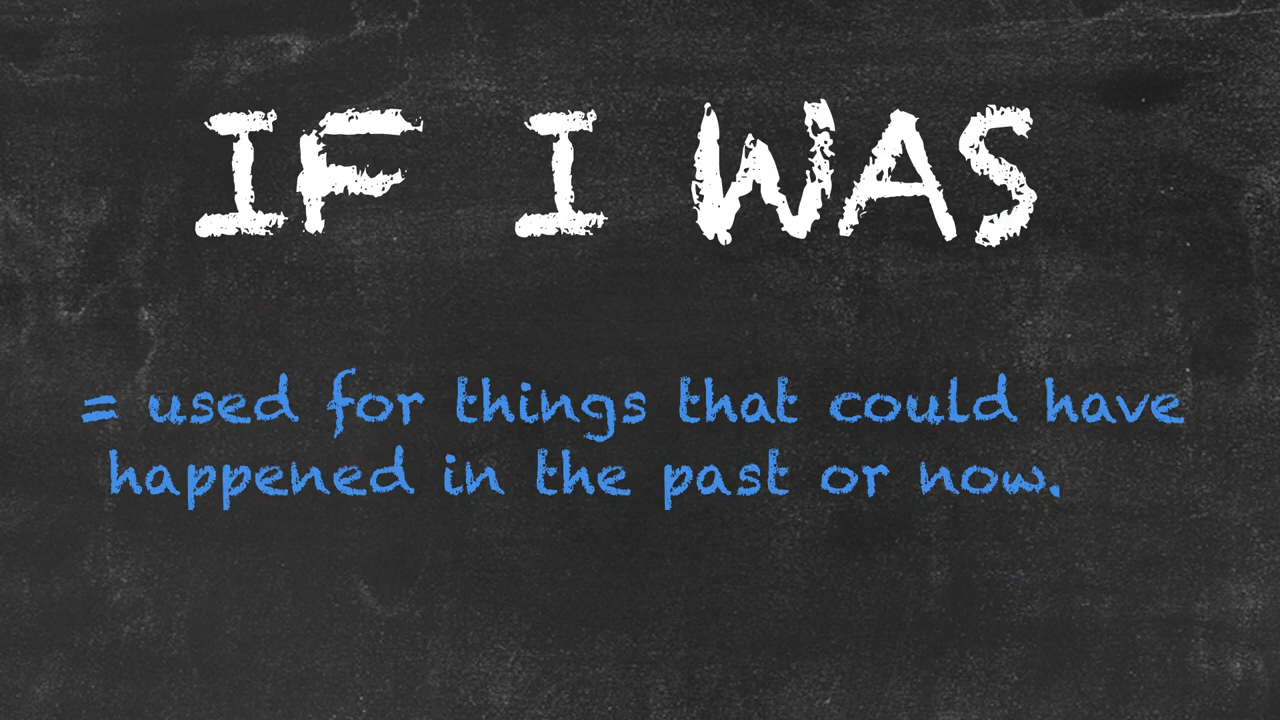 IF I WAS
= used for things that could have
happened in the past or now.